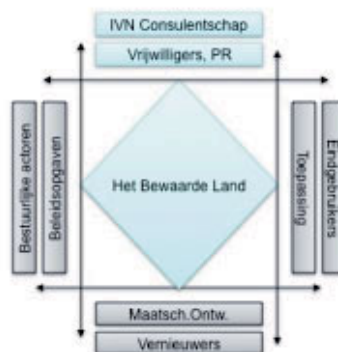 IVN Consulentschap
Vrijwilligers, PR
Bestuurlijke actoren
Beleidsopgaven
Het Bewaarde Land
Toepassing
Eindgebruikers
Maatsch.Ontw.
Vernieuwers